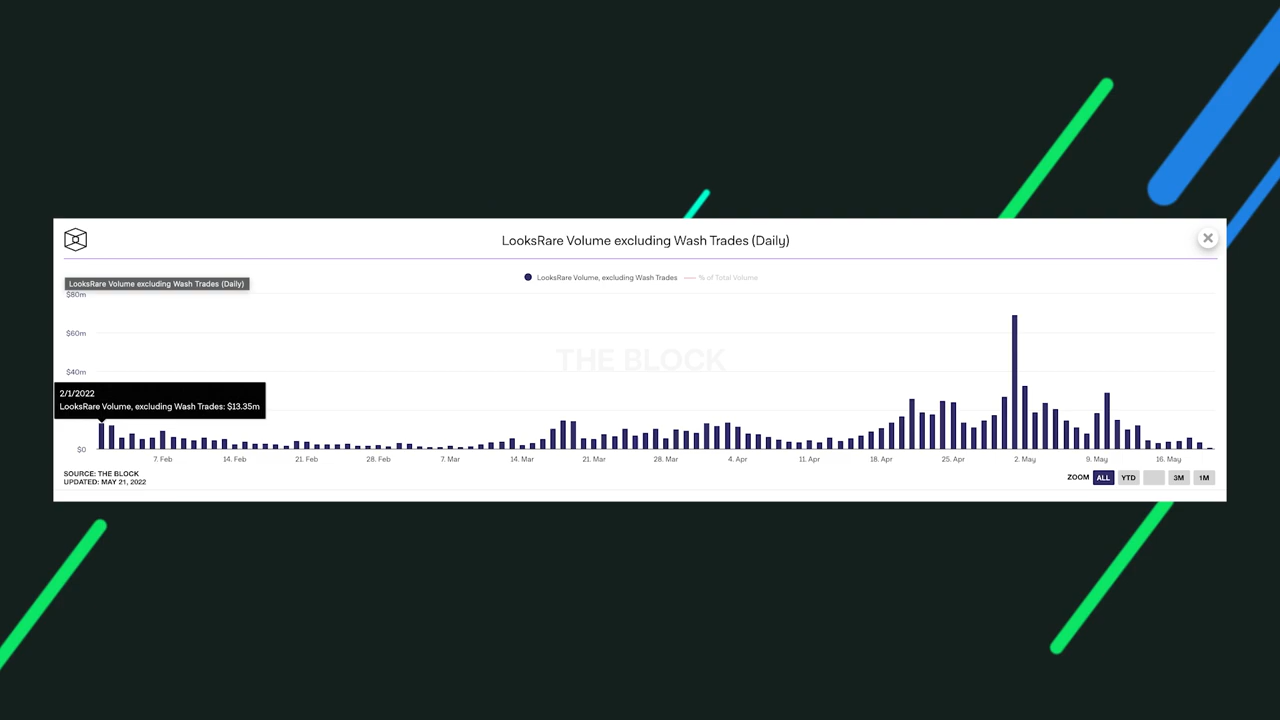 LooksRare Volume excluding Wash Trades (Daily)
LooksRare Volume, excluding Wash Trades
% of Total Volume
LooksRare Volume excluding Wash Trades (Daily)
$80m
$60m
THE BLOCK
$40m
2/1/2022
LooksRare Volume, excluding Wash Trades: $13.35m
$0
7. Feb 14. Feb 21. Feb 28. Feb 7. Mar 14. Mar 21. Mar 28. Mar 4. Apr 11. Apr 18. Apr 25. Apr 2. May 9. May 16. May
SOURCE: THE BLOCK
UPDATED: MAY 21, 2022
ZOOM ALL YTD 3M 1M